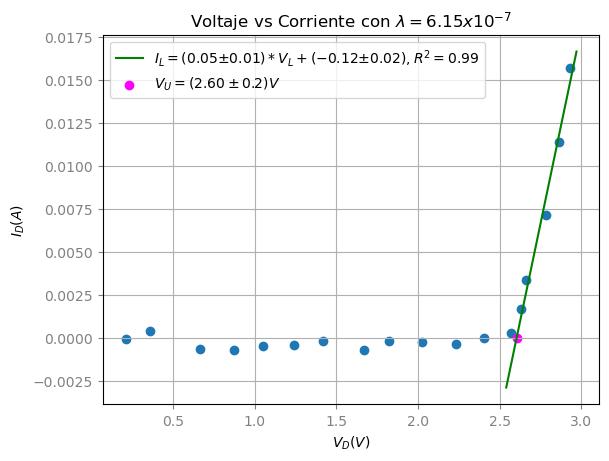 Voltaje vs Corriente con λ = 6.15x10⁻⁷
I_L = (0.05±0.01) * V_L + (−0.12±0.02), R² = 0.99
V_U = (2.60 ± 0.2)V
0.0175
0.0150
0.0125
0.0100
0.0075
0.0050
0.0025
0.0000
−0.0025
I_D(A)
0.5 1.0 1.5 2.0 2.5 3.0
V_D(V)